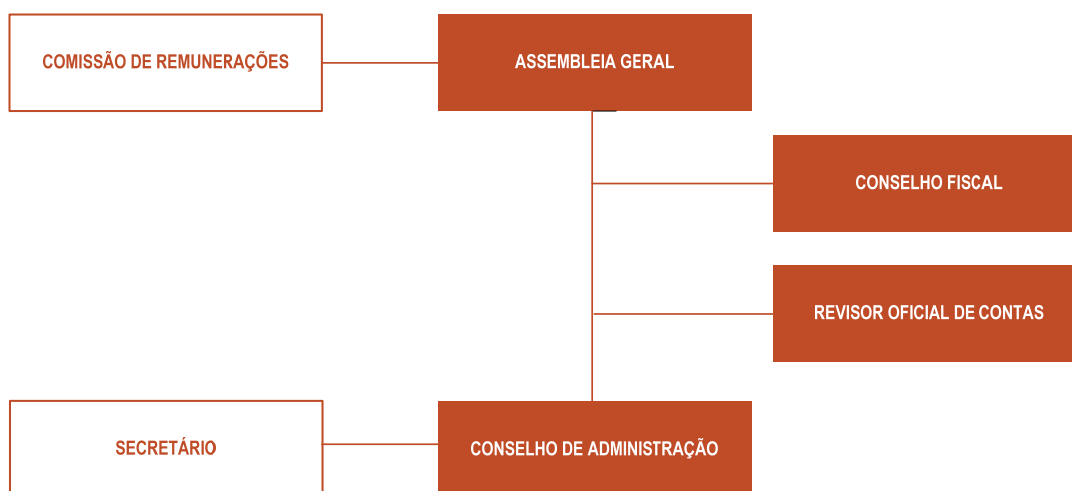 COMISSÃO DE REMUNERAÇÕES
ASSEMBLEIA GERAL
CONSELHO FISCAL
REVISOR OFICIAL DE CONTAS
SECRETÁRIO
CONSELHO DE ADMINISTRAÇÃO